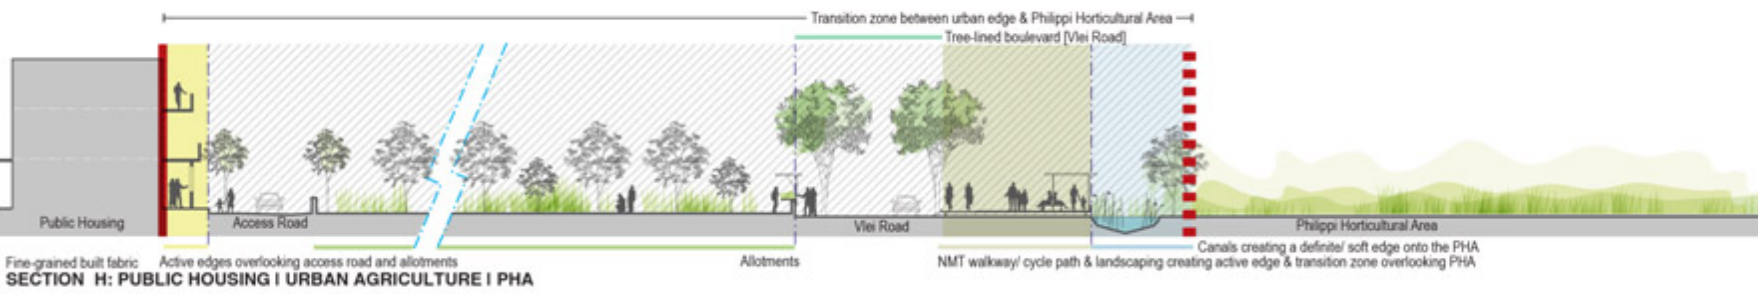 Transition zone between urban edge & Philippi Horticultural Area
Tree-lined boulevard [Vlei Road]
Public Housing
Access Road
Vlei Road
Philippi Horticultural Area
Canals creating a definite/ soft edge onto the PHA
Fine-grained built fabric
Active edges overlooking access road and allotments
Allotments
NMT walkway/ cycle path & landscaping creating active edge & transition zone overlooking PHA
SECTION H: PUBLIC HOUSING I URBAN AGRICULTURE I PHA